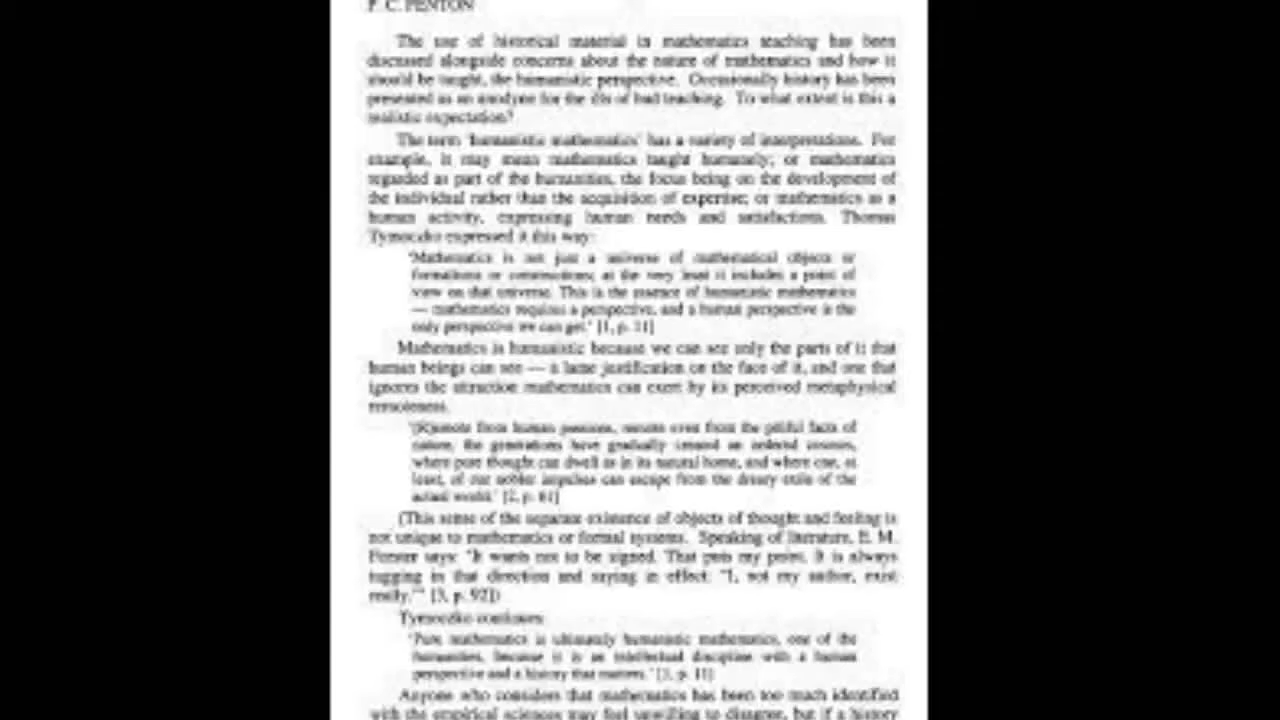 P. C. FENTON
The use of historical material in mathematics teaching has been
discussed alongside concerns about the nature of mathematics and how it
should be taught, the humanistic perspective. Occasionally history has been
presented as an anodyne for the ills of bad teaching. To what extent is this a
realistic expectation?
The term 'humanistic mathematics' has a variety of interpretations. For
example, it may mean mathematics taught humanely; or mathematics
regarded as part of the humanities, the focus being on the development of
the individual rather than the acquisition of expertise; or mathematics as a
human activity, expressing human needs and satisfactions. Thomas
Tymoczko expressed it this way:
'Mathematics is not just a universe of mathematical objects or
formalisms or constructions; at the very least it includes a point of
view on that universe. This is the essence of humanistic mathematics
— mathematics requires a perspective, and a human perspective is the
only perspective we can get.' [1, p. 11]
Mathematics is humanistic because we can see only the parts of it that
human beings can see — a lame justification on the face of it, and one that
ignores the attraction mathematics can exert by its perceived metaphysical
remoteness.
'[R]emote from human passions, remote even from the pitiful facts of
nature, the generations have gradually created an ordered cosmos,
where pure thought can dwell as in its natural home, and where one, at
least, of our nobler impulses can escape from the dreary exile of the
actual world.' [2, p. 61]
(This sense of the separate existence of objects of thought and feeling is
not unique to mathematics or formal systems. Speaking of literature, E. M.
Forster says: "It wants not to be signed. That puts my point. It is always
tugging in that direction and saying in effect: "I, not my author, exist
really."' [3, p. 92])
Tymoczko continues:
'Pure mathematics is ultimately humanistic mathematics, one of the
humanities, because it is an intellectual discipline with a human
perspective and a history that matters.' [1, p. 11]
Anyone who considers that mathematics has been too much identified
with the empirical sciences may feel unwilling to disagree, but if a history